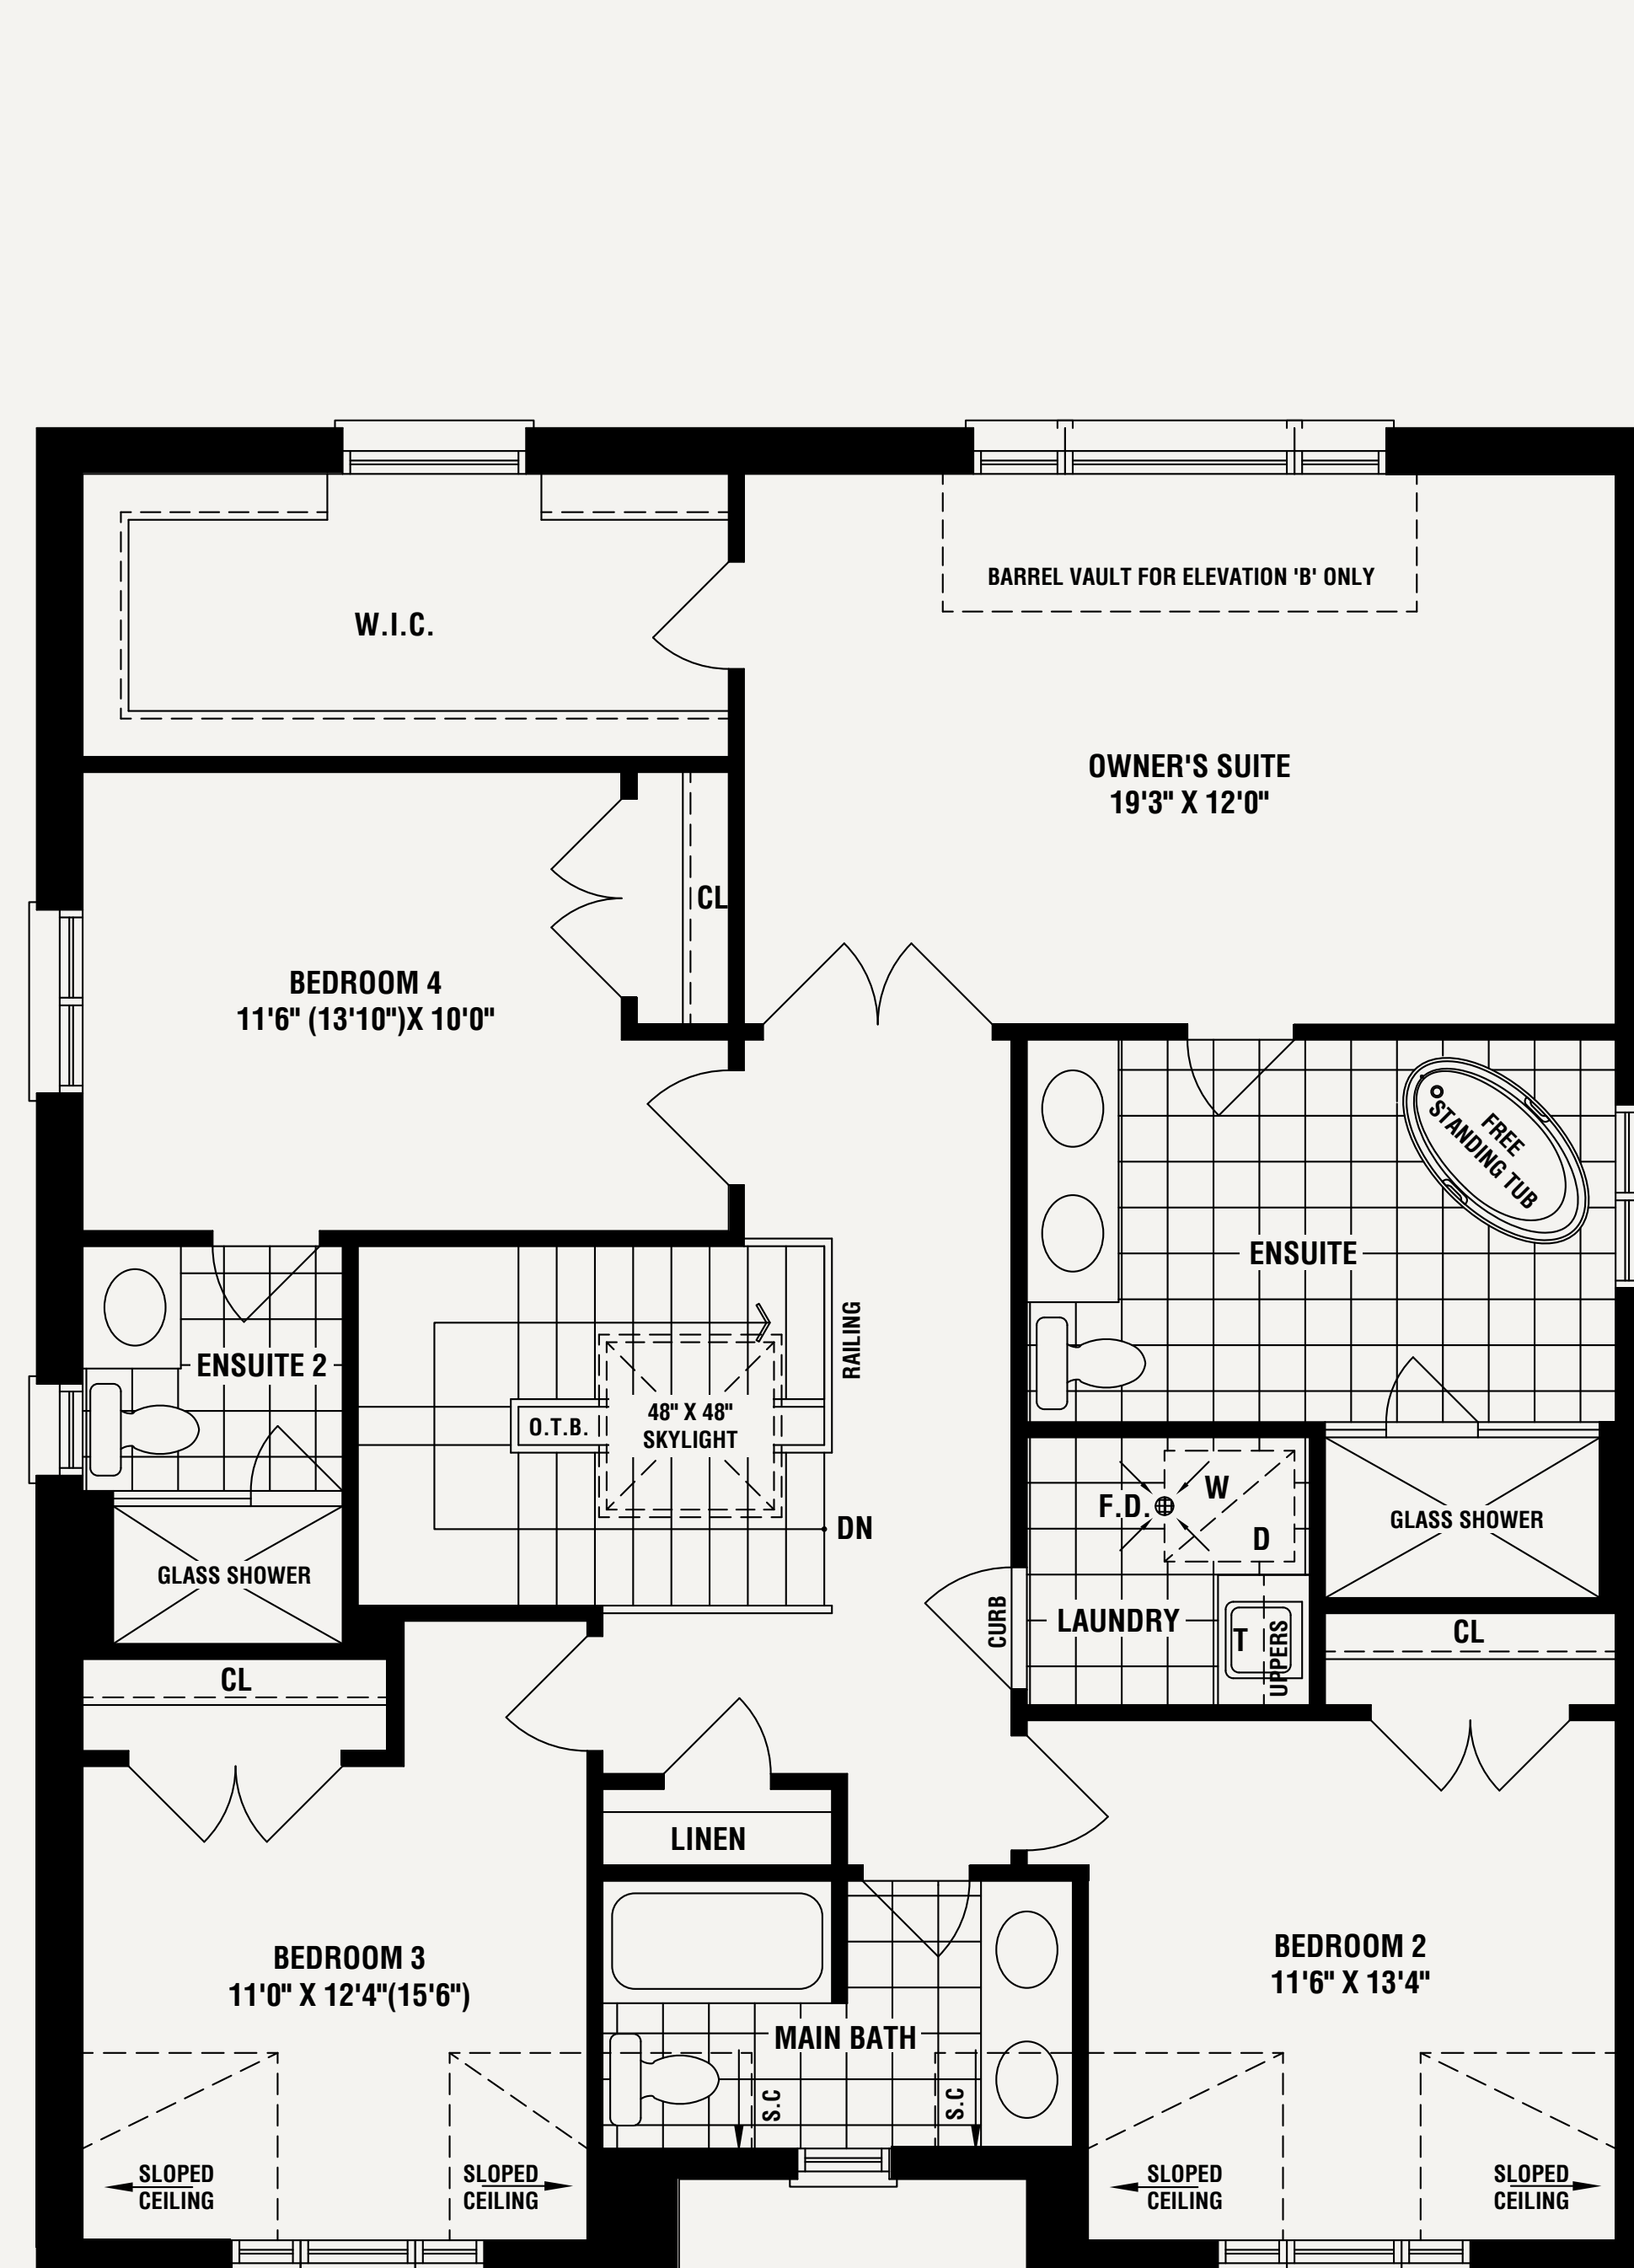 BARREL VAULT FOR ELEVATION 'B' ONLY
W.I.C.
OWNER'S SUITE
19'3" X 12'0"
CL
BEDROOM 4
11'6" (13'10")X 10'0"
FREE
STANDING TUB
ENSUITE
RAILING
ENSUITE 2
48" X 48"
SKYLIGHT
O.T.B.
W
F.D.
D
DN
GLASS SHOWER
GLASS SHOWER
CURB
LAUNDRY
T
UPPERS
CL
CL
LINEN
BEDROOM 3
11'0" X 12'4"(15'6")
BEDROOM 2
11'6" X 13'4"
MAIN BATH
S.C
S.C
SLOPED
CEILING
SLOPED
CEILING
SLOPED
CEILING
SLOPED
CEILING